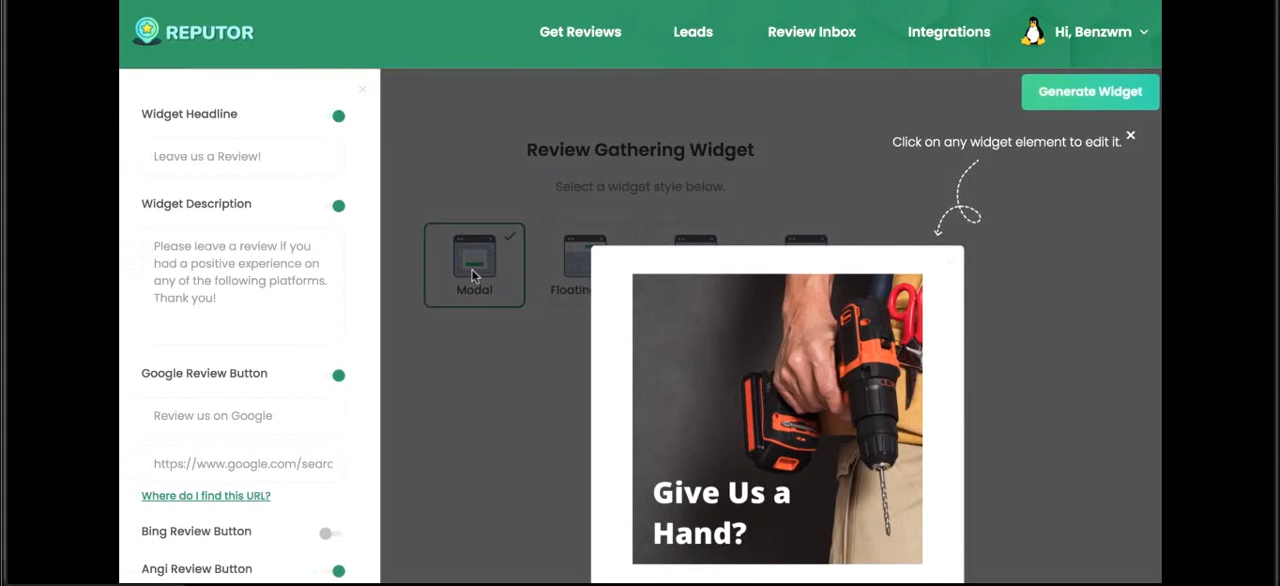 REPUTOR
Get Reviews
Leads
Review Inbox
Integrations
Hi, Benzwm
Generate Widget
Widget Headline
Leave us a Review!
Widget Description
Please leave a review if you
had a positive experience on
any of the following platforms.
Thank you!
Google Review Button
Review us on Google
https://www.google.com/searc
Where do I find this URL?
Bing Review Button
Angi Review Button
Click on any widget element to edit it.
Review Gathering Widget
Select a widget style below.
Modal
Floatin
Give Us a
Hand?